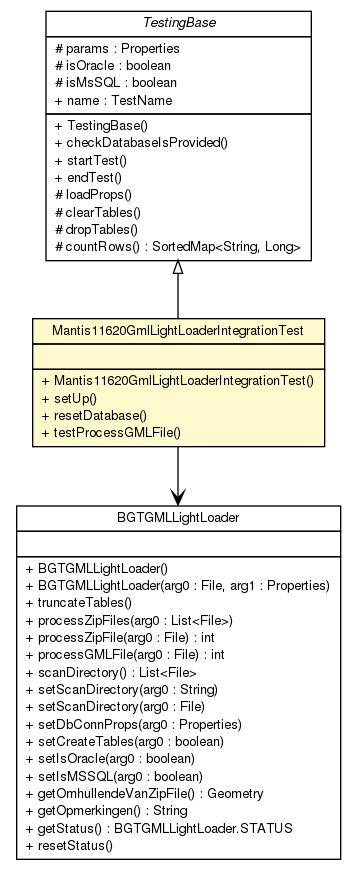 TestingBase
# params : Properties
# isOracle : boolean
# isMsSQL : boolean
+ name : TestName
+ TestingBase()
+ checkDatabaseIsProvided()
+ startTest()
+ endTest()
# loadProps()
# clearTables()
# dropTables()
# countRows() : SortedMap<String, Long>
Mantis11620GmlLightLoaderIntegrationTest
+ Mantis11620GmlLightLoaderIntegrationTest()
+ setUp()
+ resetDatabase()
+ testProcessGMLFile()
BGTGMLLightLoader
+ BGTGMLLightLoader()
+ BGTGMLLightLoader(arg0 : File, arg1 : Properties)
+ truncateTables()
+ processZipFiles(arg0 : List<File>)
+ processZipFile(arg0 : File) : int
+ processGMLFile(arg0 : File) : int
+ scanDirectory() : List<File>
+ setScanDirectory(arg0 : String)
+ setScanDirectory(arg0 : File)
+ setDbConnProps(arg0 : Properties)
+ setCreateTables(arg0 : boolean)
+ setIsOracle(arg0 : boolean)
+ setIsMSSQL(arg0 : boolean)
+ getOmhullendeVanZipFile() : Geometry
+ getOpmerkingen() : String
+ getStatus() : BGTGMLLightLoader.STATUS
+ resetStatus()